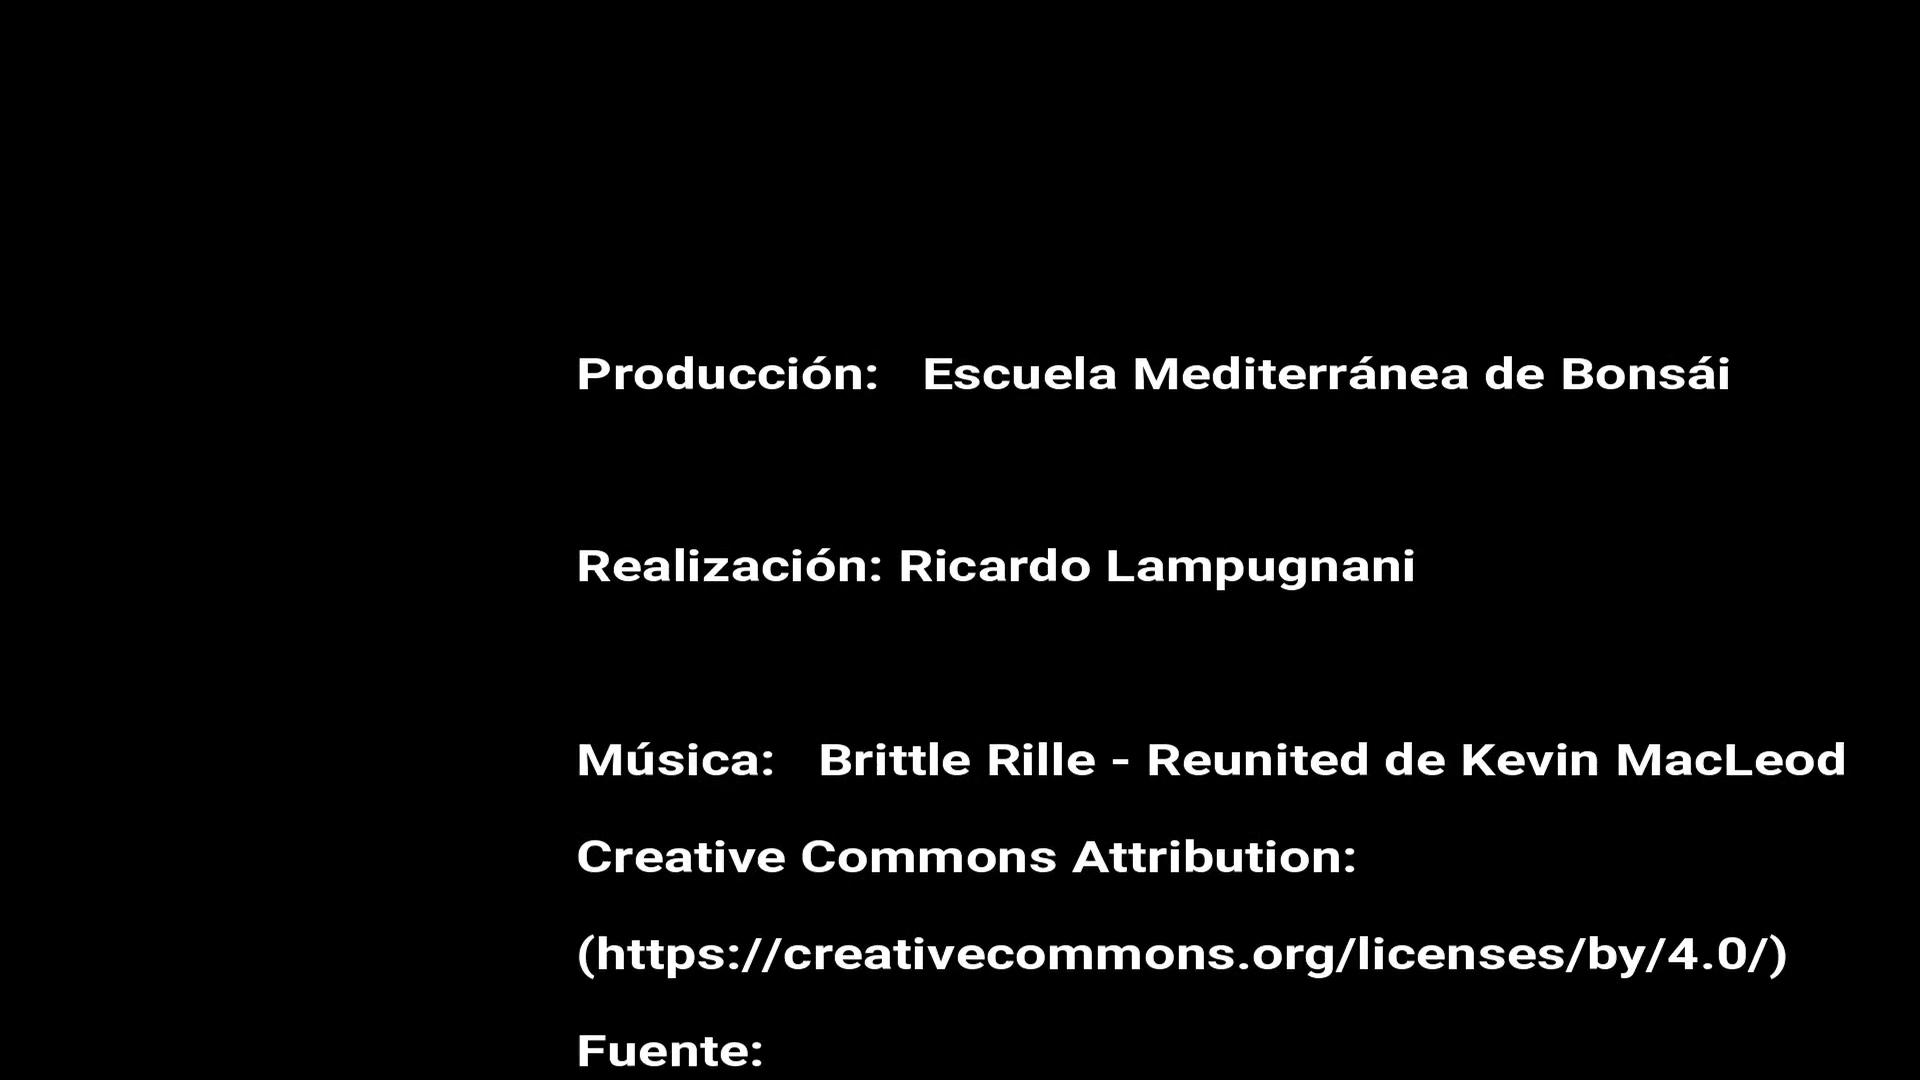 Producción: Escuela Mediterránea de Bonsái
Realización: Ricardo Lampugnani
Música: Brittle Rille - Reunited de Kevin MacLeod
Creative Commons Attribution:
(https://creativecommons.org/licenses/by/4.0/)
Fuente: